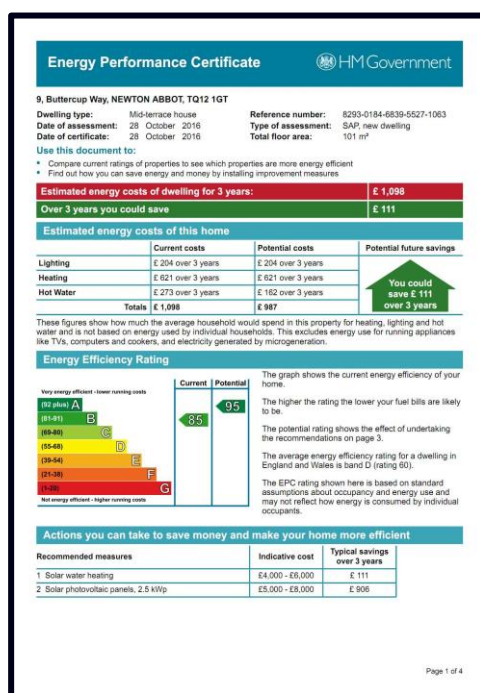 Energy Performance Certificate
HM Government
9, Buttercup Way, NEWTON ABBOT, TQ12 1GT
Dwelling type: Mid-terrace house
Reference number: 8293-0184-6839-5527-1063
Date of assessment: 28 October 2016
Type of assessment: SAP, new dwelling
Date of certificate: 28 October 2016
Total floor area: 101 m²
Use this document to:
• Compare current ratings of properties to see which properties are more energy efficient
• Find out how you can save energy and money by installing improvement measures
Estimated energy costs of dwelling for 3 years: £ 1,098
Over 3 years you could save £ 111
Estimated energy costs of this home
Current costs Potential costs Potential future savings
Lighting £ 204 over 3 years £ 204 over 3 years
Heating £ 621 over 3 years £ 621 over 3 years
Hot Water £ 273 over 3 years £ 162 over 3 years
Totals £ 1,098 £ 987
You could
save £ 111
over 3 years
These figures show how much the average household would spend in this property for heating, lighting and hot
water and is not based on energy used by individual households. This excludes energy use for running appliances
like TVs, computers and cookers, and electricity generated by microgeneration.
Energy Efficiency Rating
Current Potential
Very energy efficient - lower running costs
(92 plus) A
(81-91) B
(69-80) C
(55-68) D
(39-54) E
(21-38) F
(1-20) G
Not energy efficient - higher running costs
85
95
The graph shows the current energy efficiency of your
home.
The higher the rating the lower your fuel bills are likely
to be.
The potential rating shows the effect of undertaking
the recommendations on page 3.
The average energy efficiency rating for a dwelling in
England and Wales is band D (rating 60).
The EPC rating shown here is based on standard
assumptions about occupancy and energy use and
may not reflect how energy is consumed by individual
occupants.
Actions you can take to save money and make your home more efficient
Recommended measures Indicative cost Typical savings
over 3 years
1 Solar water heating £4,000 - £6,000 £ 111
2 Solar photovoltaic panels, 2.5 kWp £5,000 - £8,000 £ 906
Page 1 of 4